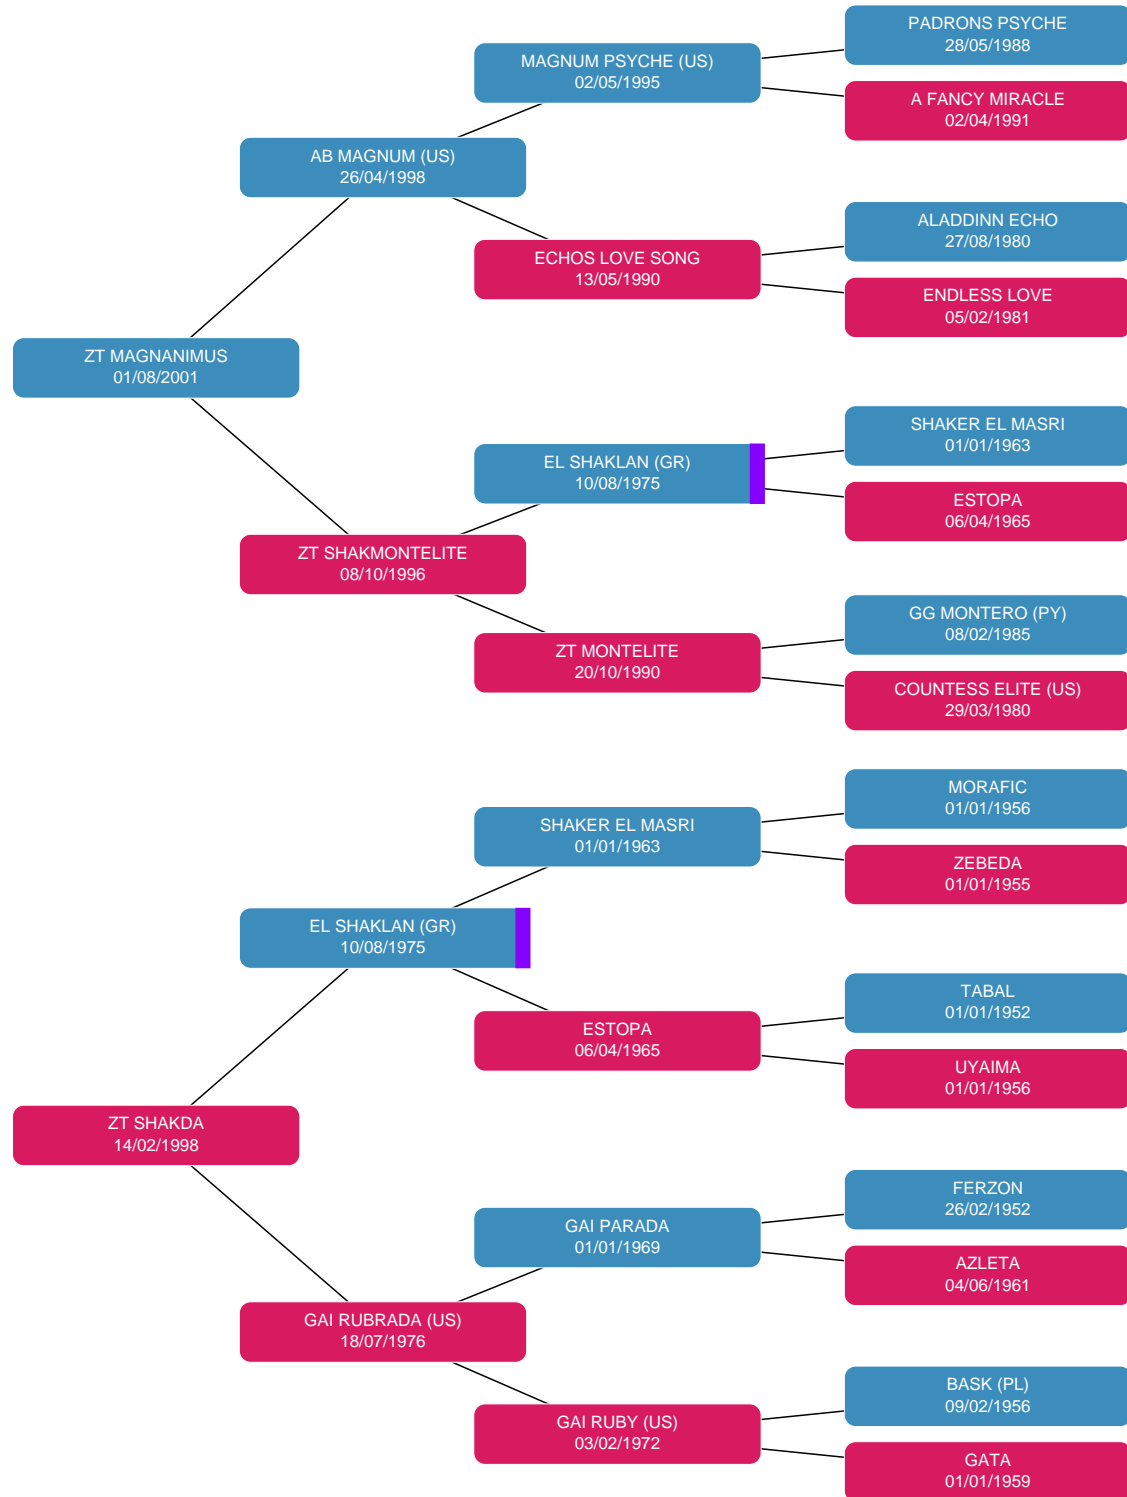 PADRONS PSYCHE
28/05/1988
MAGNUM PSYCHE (US)
02/05/1995
A FANCY MIRACLE
02/04/1991
AB MAGNUM (US)
26/04/1998
ALADDINN ECHO
27/08/1980
ECHOS LOVE SONG
13/05/1990
ENDLESS LOVE
05/02/1981
ZT MAGNANIMUS
01/08/2001
SHAKER EL MASRI
01/01/1963
EL SHAKLAN (GR)
10/08/1975
ESTOPA
06/04/1965
ZT SHAKMONTELITE
08/10/1996
GG MONTERO (PY)
08/02/1985
ZT MONTELITE
20/10/1990
COUNTESS ELITE (US)
29/03/1980
MORAFIC
01/01/1956
SHAKER EL MASRI
01/01/1963
ZEBEDA
01/01/1955
EL SHAKLAN (GR)
10/08/1975
TABAL
01/01/1952
ESTOPA
06/04/1965
UYAIMA
01/01/1956
ZT SHAKDA
14/02/1998
FERZON
26/02/1952
GAI PARADA
01/01/1969
AZLETA
04/06/1961
GAI RUBRADA (US)
18/07/1976
BASK (PL)
09/02/1956
GAI RUBY (US)
03/02/1972
GATA
01/01/1959